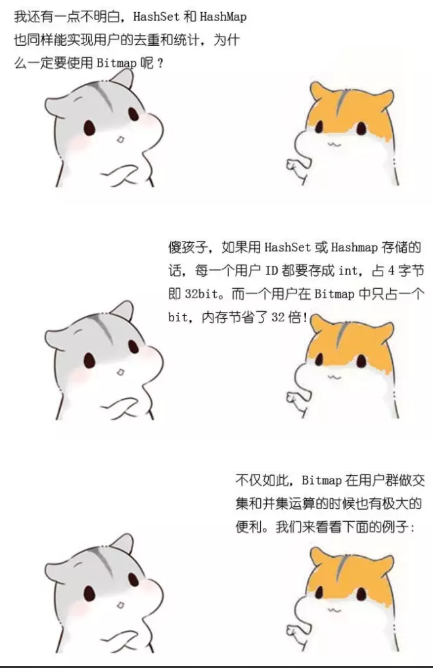 我还有一点不明白，HashSet 和 HashMap
也同样能实现用户的去重和统计，为什
么一定要使用 Bitmap 呢？
傻孩子，如果用 HashSet 或 Hashmap 存储的
话，每一个用户 ID 都要存成 int，占 4 字节
即 32bit。而一个用户在 Bitmap 中只占一个
bit，内存节省了 32 倍！
不仅如此，Bitmap 在用户群做交
集和并集运算的时候也有极大的
便利。我们来看看下面的例子：